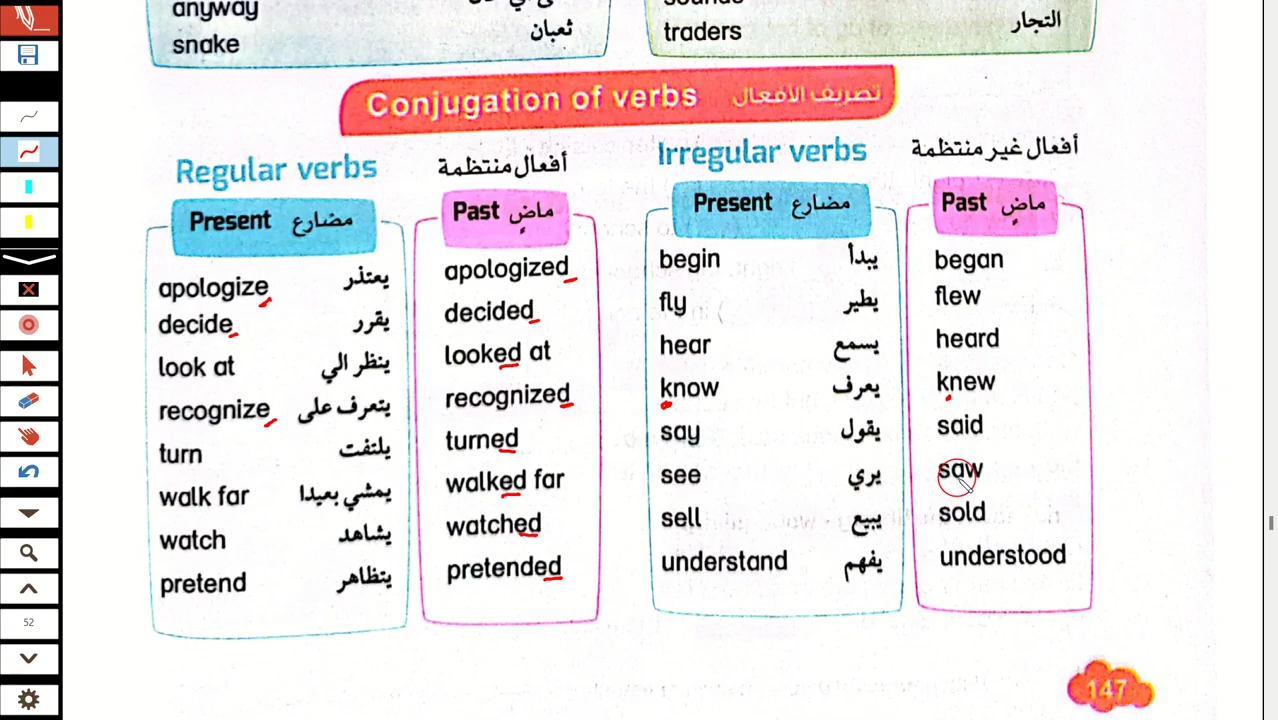 anyway
snake ثعبان
traders التجار
Conjugation of verbs تصريف الأفعال
Regular verbs أفعال منتظمة
Present مضارع Past ماضٍ
apologize يعتذر apologized
decide يقرر decided
look at ينظر الي looked at
recognize يتعرف على recognized
turn يلتفت turned
walk far يمشي بعيدا walked far
watch يشاهد watched
pretend يتظاهر pretended
Irregular verbs أفعال غير منتظمة
Present مضارع Past ماضٍ
begin يبدأ began
fly يطير flew
hear يسمع heard
know يعرف knew
say يقول said
see يري saw
sell يبيع sold
understand يفهم understood
147
52